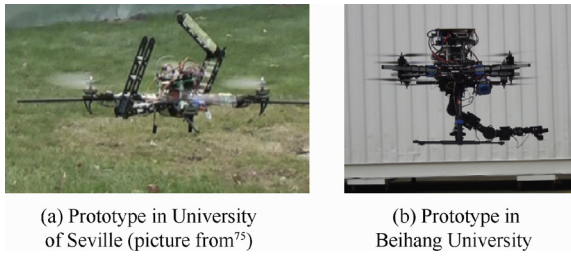 (a) Prototype in University
of Seville (picture from⁷⁵)
(b) Prototype in
Beihang University